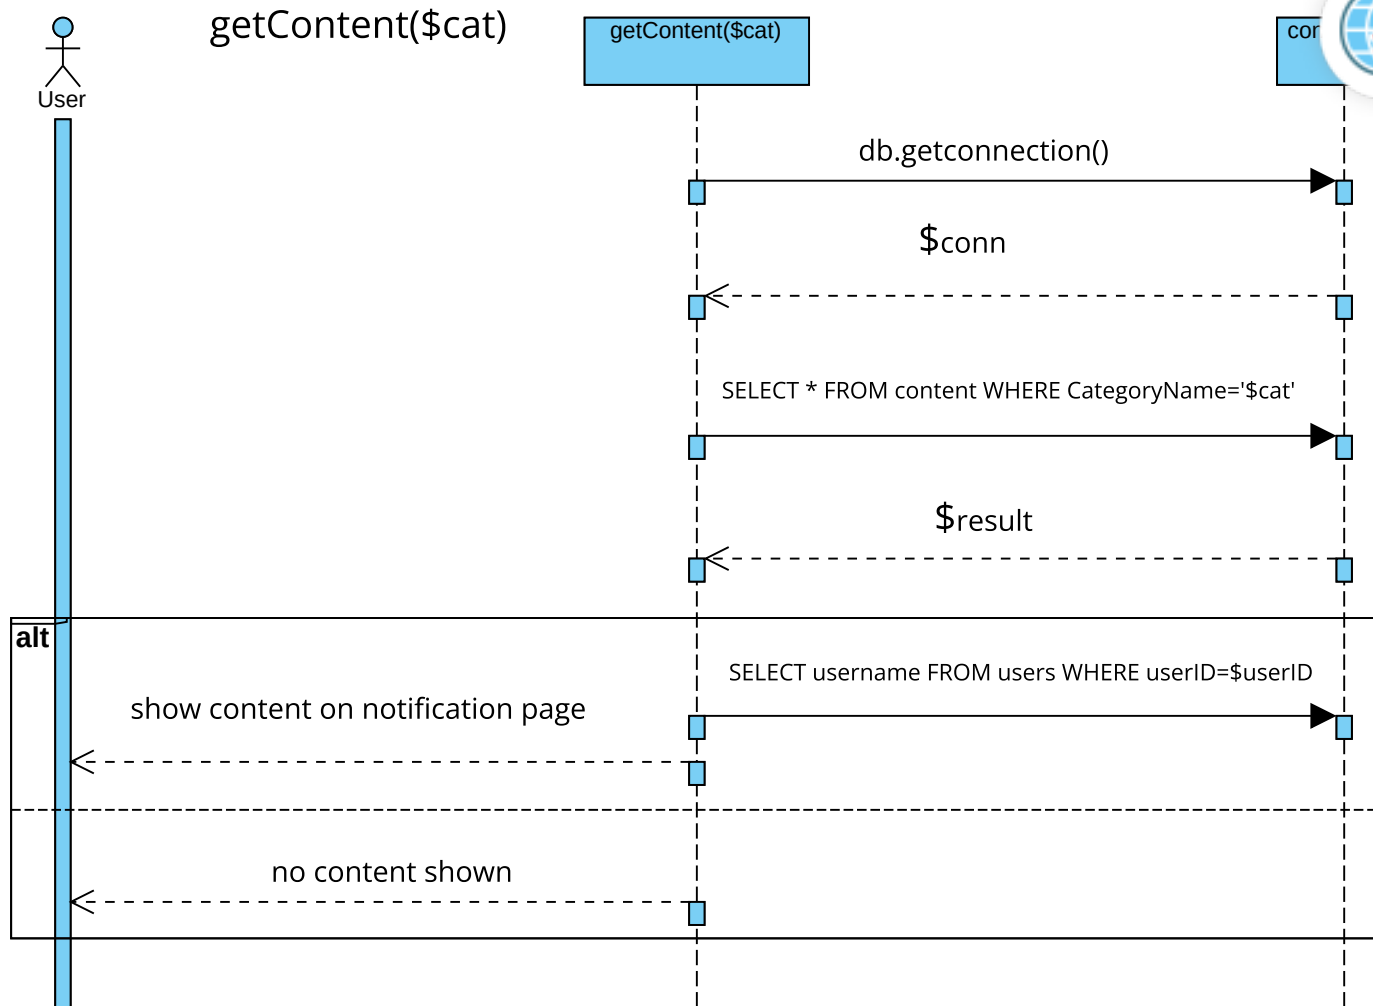 getContent($cat)
getContent($cat)
User
db.getconnection()
$conn
SELECT * FROM content WHERE CategoryName='$cat'
$result
alt
SELECT username FROM users WHERE userID=$userID
show content on notification page
no content shown